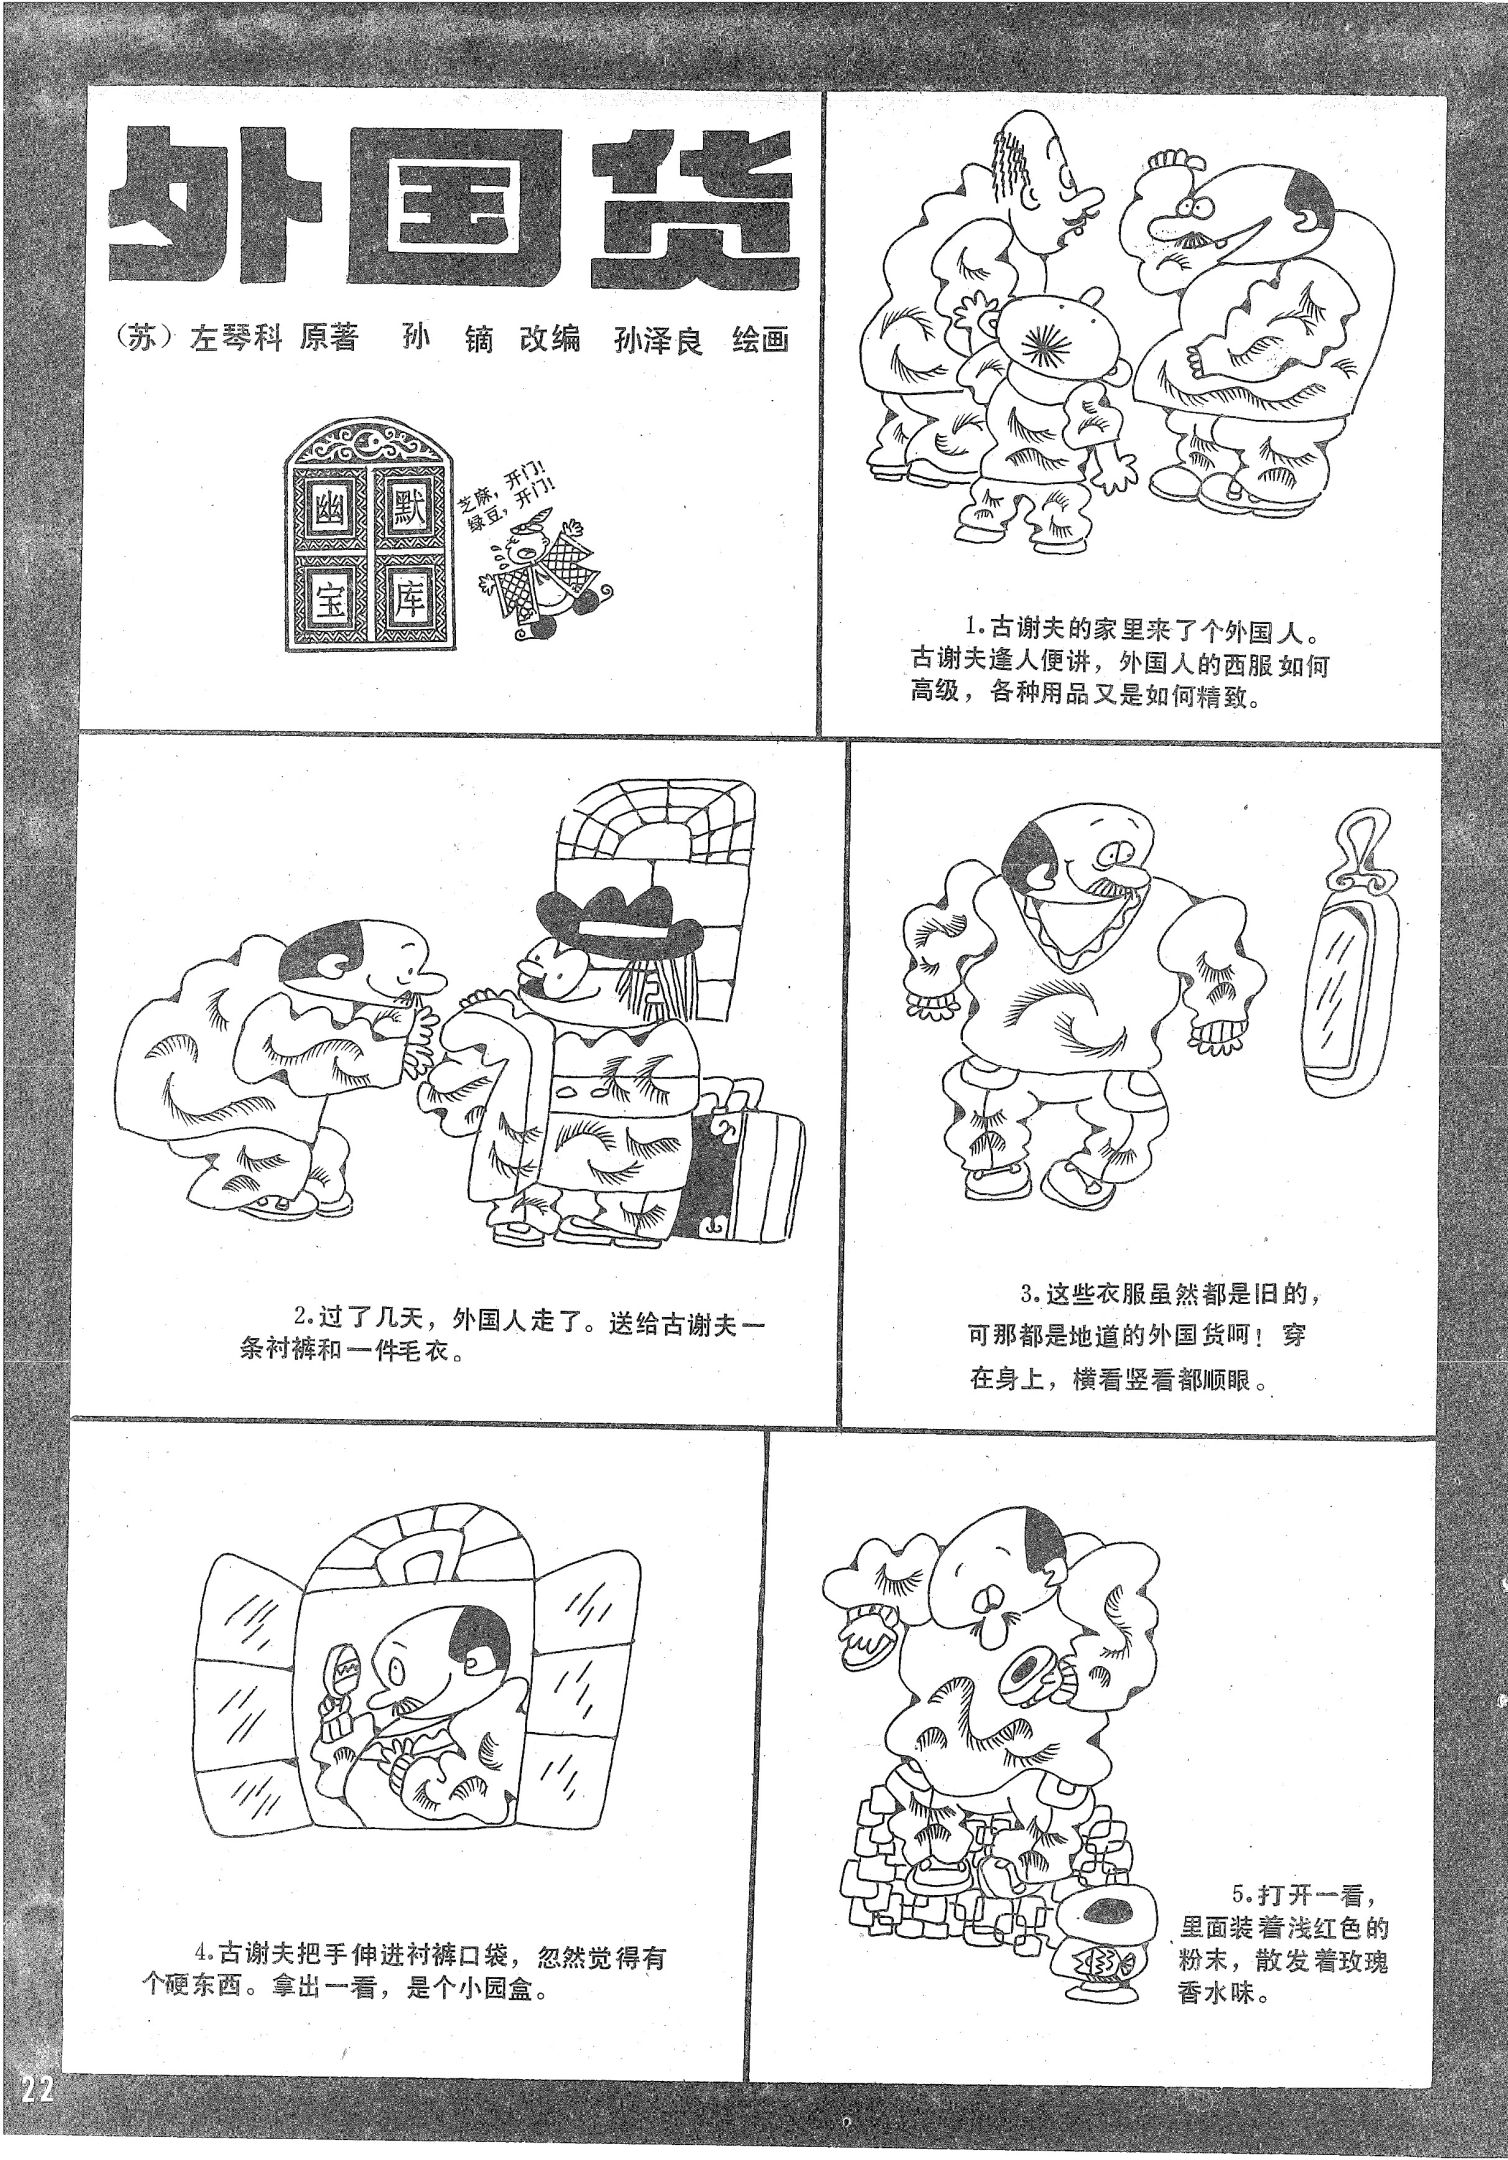 外国货
（苏）左琴科 原著 孙 镝 改编 孙泽良 绘画
幽默
宝库
芝麻，开门！
绿豆，开门！
1.古谢夫的家里来了个外国人。
古谢夫逢人便讲，外国人的西服如何
高级，各种用品又是如何精致。
2.过了几天，外国人走了。送给古谢夫一
条衬裤和一件毛衣。
3.这些衣服虽然都是旧的，
可那都是地道的外国货呵！穿
在身上，横看竖看都顺眼。
4.古谢夫把手伸进衬裤口袋，忽然觉得有
个硬东西。拿出一看，是个小园盒。
5.打开一看，
里面装着浅红色的
粉末，散发着玫瑰
香水味。
22